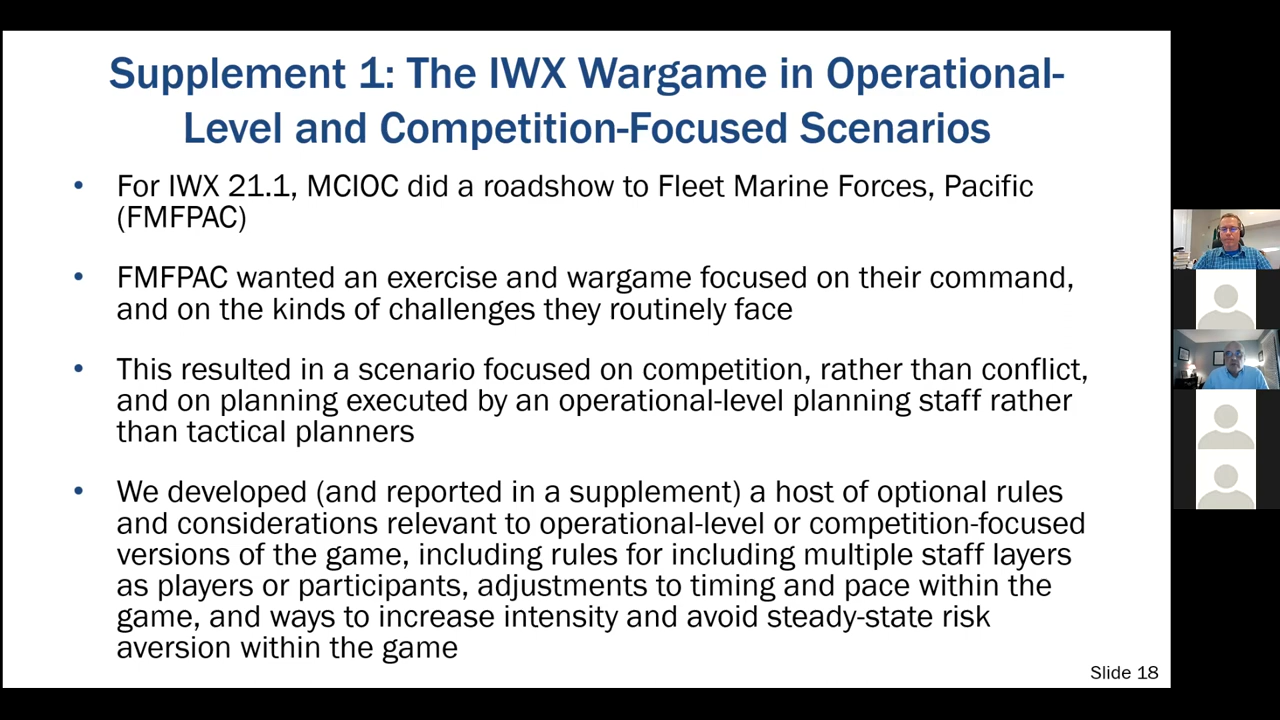 Supplement 1: The IWX Wargame in Operational-
Level and Competition-Focused Scenarios
• For IWX 21.1, MCIOC did a roadshow to Fleet Marine Forces, Pacific
(FMFPAC)
• FMFPAC wanted an exercise and wargame focused on their command,
and on the kinds of challenges they routinely face
• This resulted in a scenario focused on competition, rather than conflict,
and on planning executed by an operational-level planning staff rather
than tactical planners
• We developed (and reported in a supplement) a host of optional rules
and considerations relevant to operational-level or competition-focused
versions of the game, including rules for including multiple staff layers
as players or participants, adjustments to timing and pace within the
game, and ways to increase intensity and avoid steady-state risk
aversion within the game
Slide 18